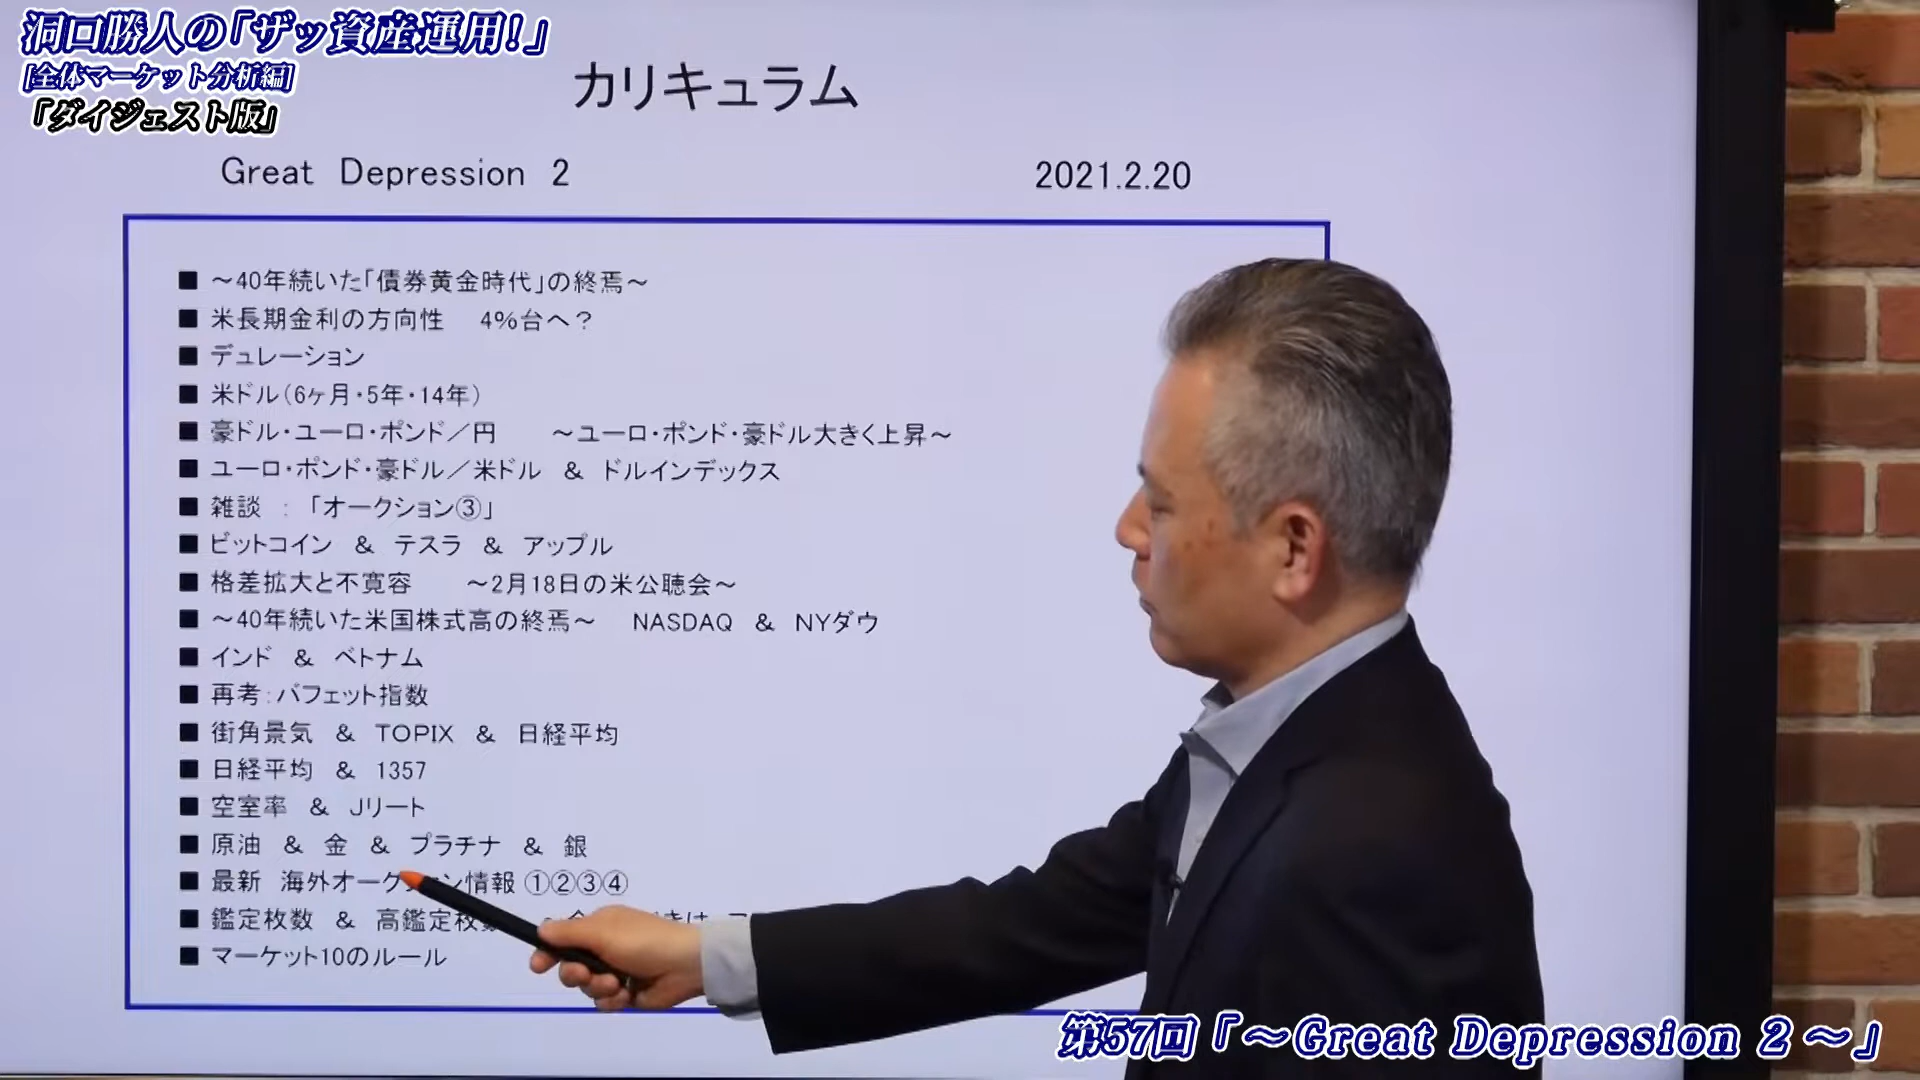 洞口勝人の「ザッ資産運用!」
[全体マーケット分析編]
「ダイジェスト版」
カリキュラム
Great Depression 2 2021.2.20
■ ～40年続いた「債券黄金時代」の終焉～
■ 米長期金利の方向性 4%台へ？
■ デュレーション
■ 米ドル（6ヶ月・5年・14年）
■ 豪ドル・ユーロ・ポンド／円 ～ユーロ・ポンド・豪ドル大きく上昇～
■ ユーロ・ポンド・豪ドル／米ドル & ドルインデックス
■ 雑談 : 「オークション③」
■ ビットコイン & テスラ & アップル
■ 格差拡大と不寛容 ～2月18日の米公聴会～
■ ～40年続いた米国株式高の終焉～ NASDAQ & NYダウ
■ インド & ベトナム
■ 再考:バフェット指数
■ 街角景気 & TOPIX & 日経平均
■ 日経平均 & 1357
■ 空室率 & Jリート
■ 原油 & 金 & プラチナ & 銀
■ 最新 海外オークション情報 ①②③④
■ 鑑定枚数 & 高鑑定枚数
■ マーケット10のルール
第57回「～Great Depression 2～」